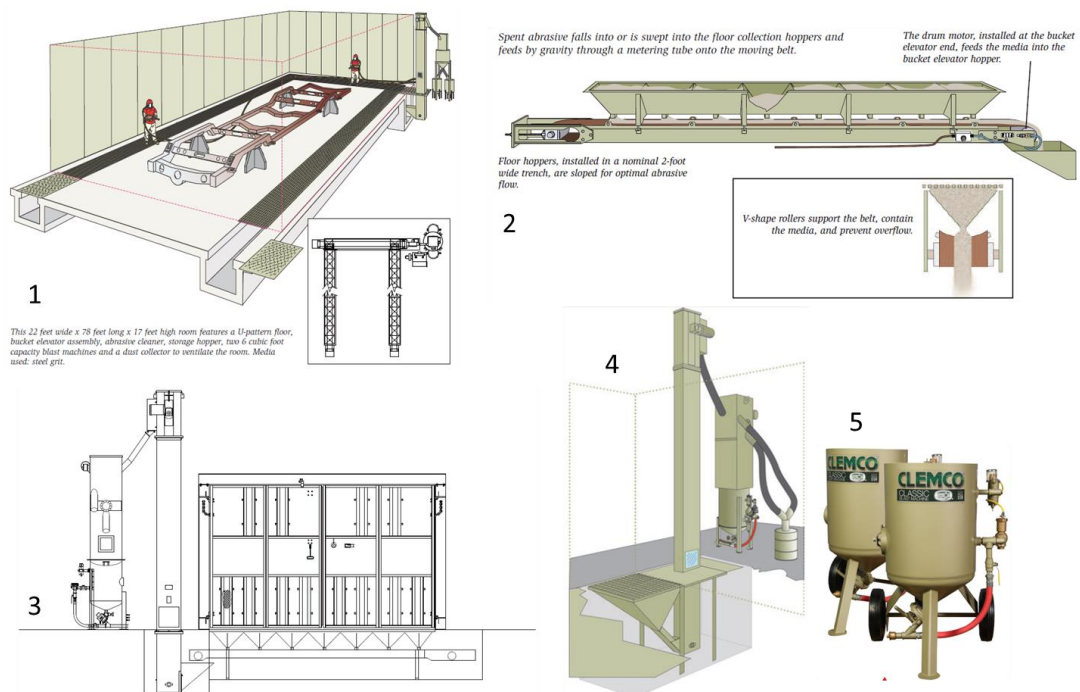 1
This 22 feet wide x 78 feet long x 17 feet high room features a U-pattern floor,
bucket elevator assembly, abrasive cleaner, storage hopper, two 6 cubic foot
capacity blast machines and a dust collector to ventilate the room. Media
used: steel grit.
Spent abrasive falls into or is swept into the floor collection hoppers and
feeds by gravity through a metering tube onto the moving belt.
The drum motor, installed at the bucket
elevator end, feeds the media into the
bucket elevator hopper.
Floor hoppers, installed in a nominal 2-foot
wide trench, are sloped for optimal abrasive
flow.
2
V-shape rollers support the belt, contain
the media, and prevent overflow.
3
4
5
CLEMCO
CLEMCO
CLASSIC